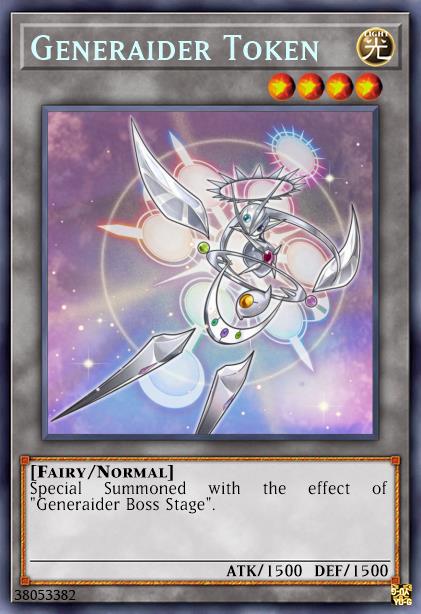 Generaider Token
LIGHT
光
[Fairy/Normal]
Special Summoned with the effect of
"Generaider Boss Stage".
ATK/1500 DEF/1500
38053382